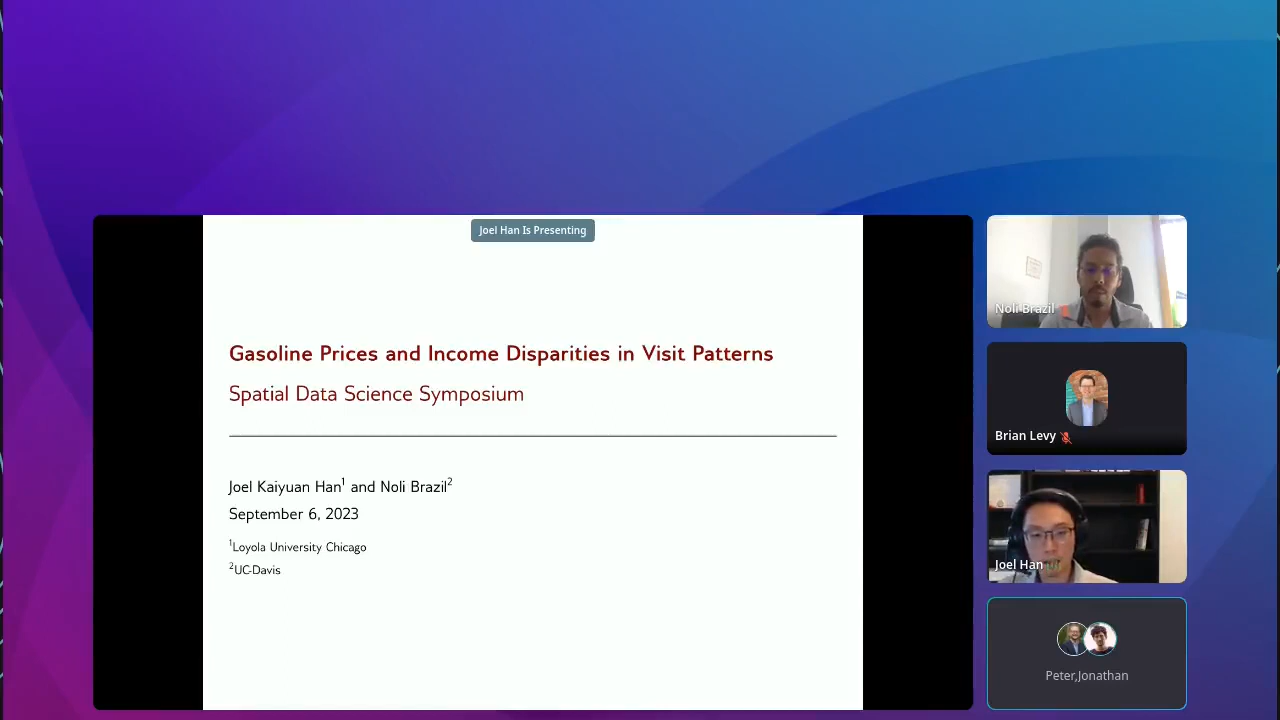 Joel Han Is Presenting
Gasoline Prices and Income Disparities in Visit Patterns
Spatial Data Science Symposium
Joel Kaiyuan Han1 and Noli Brazil2
September 6, 2023
1Loyola University Chicago
2UC-Davis
Noli Brazil
Brian Levy
Joel Han
Peter,Jonathan